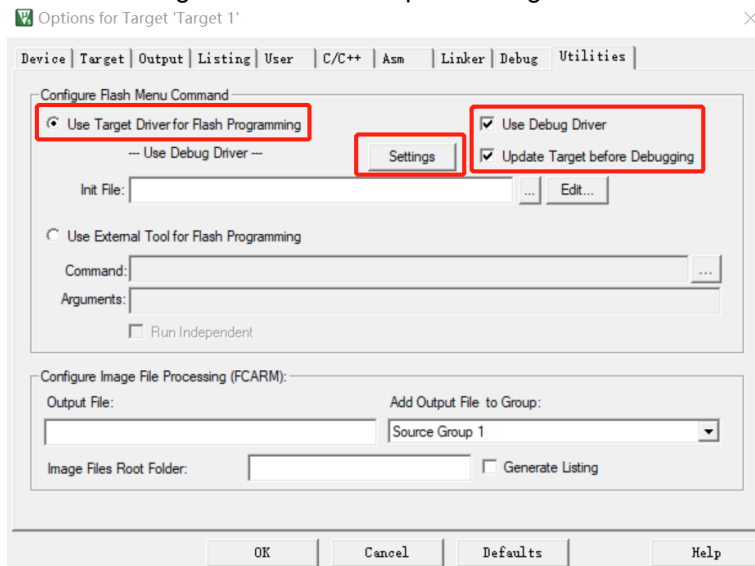 Options for Target 'Target 1'
Device Target Output Listing User C/C++ Asm Linker Debug Utilities
Configure Flash Menu Command
Use Target Driver for Flash Programming
Use Debug Driver
--- Use Debug Driver ---
Settings
Update Target before Debugging
Init File:
... Edit...
Use External Tool for Flash Programming
Command:
...
Arguments:
Run Independent
Configure Image File Processing (FCARM):
Output File:
Add Output File to Group:
Source Group 1
Image Files Root Folder:
Generate Listing
OK Cancel Defaults Help